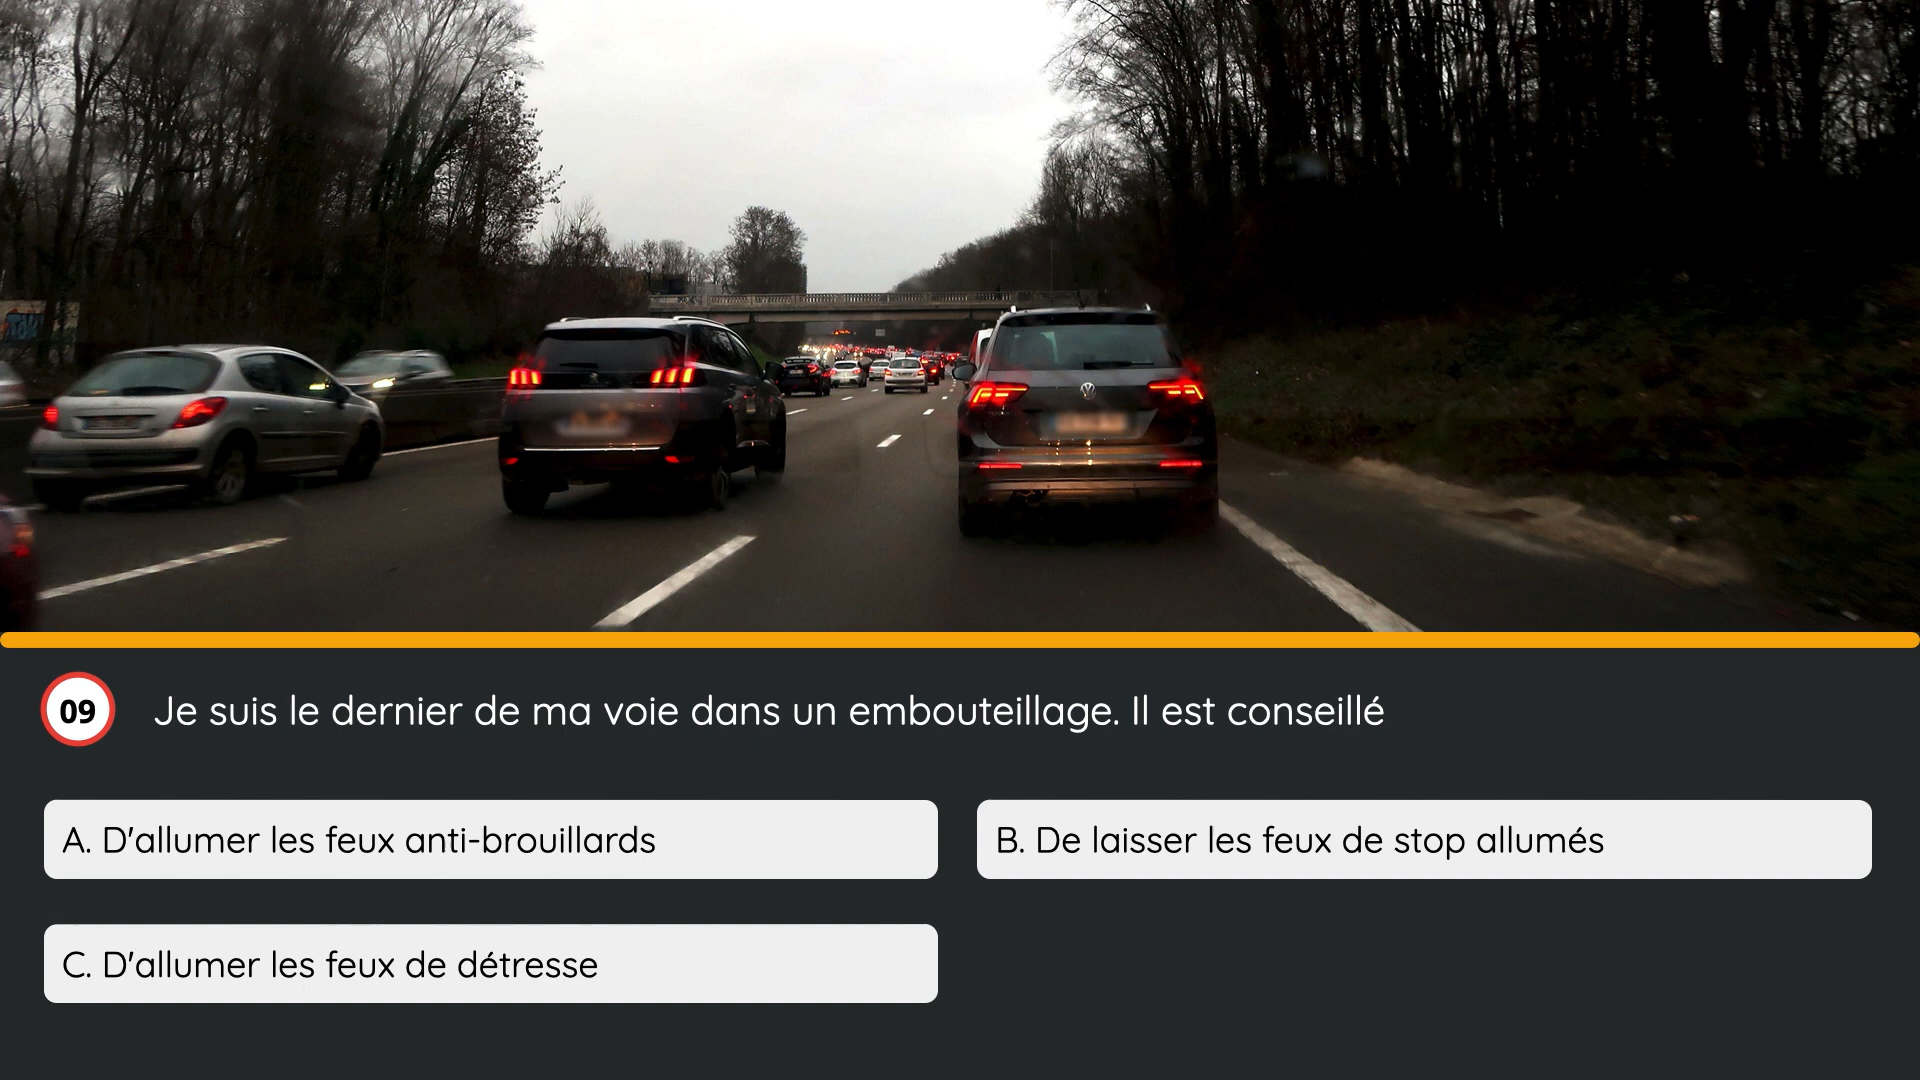 09
Je suis le dernier de ma voie dans un embouteillage. Il est conseillé
A. D'allumer les feux anti-brouillards
B. De laisser les feux de stop allumés
C. D'allumer les feux de détresse